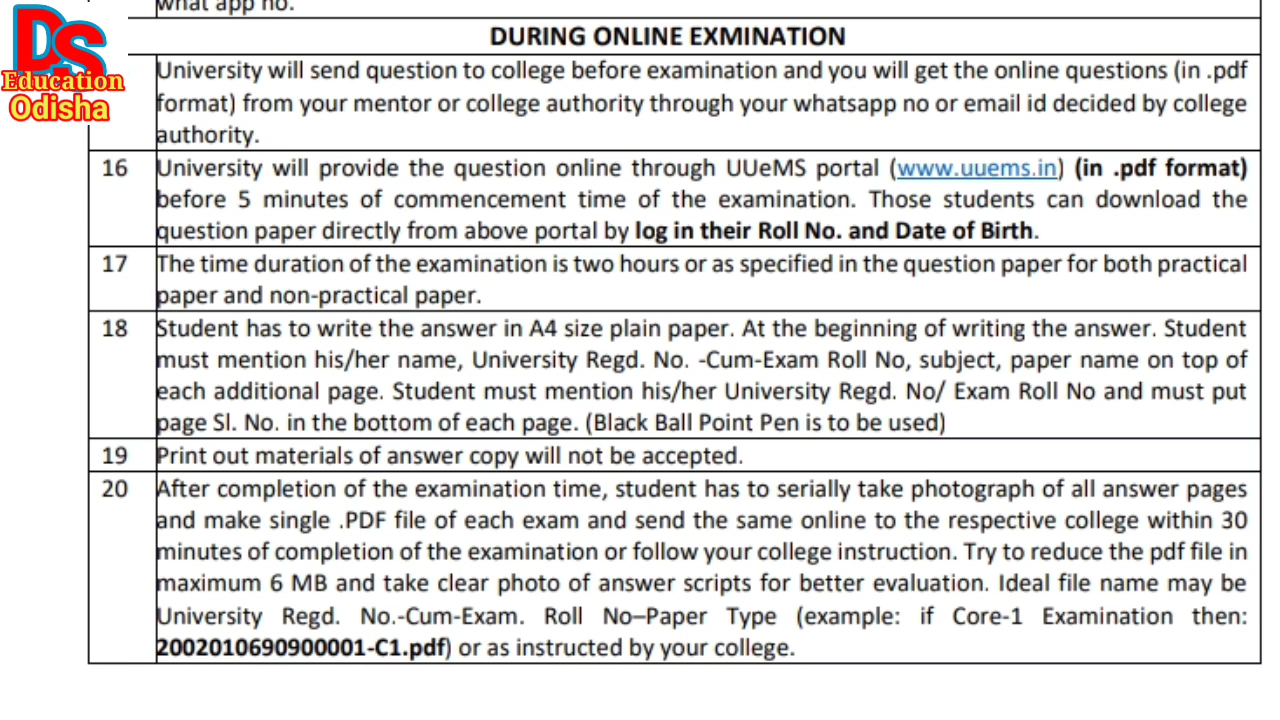 what app no.
DS
Education
Odisha
DURING ONLINE EXMINATION
University will send question to college before examination and you will get the online questions (in .pdf
format) from your mentor or college authority through your whatsapp no or email id decided by college
authority.
16 University will provide the question online through UUeMS portal (www.uuems.in) (in .pdf format)
before 5 minutes of commencement time of the examination. Those students can download the
question paper directly from above portal by log in their Roll No. and Date of Birth.
17 The time duration of the examination is two hours or as specified in the question paper for both practical
paper and non-practical paper.
18 Student has to write the answer in A4 size plain paper. At the beginning of writing the answer. Student
must mention his/her name, University Regd. No. -Cum-Exam Roll No, subject, paper name on top of
each additional page. Student must mention his/her University Regd. No/ Exam Roll No and must put
page Sl. No. in the bottom of each page. (Black Ball Point Pen is to be used)
19 Print out materials of answer copy will not be accepted.
20 After completion of the examination time, student has to serially take photograph of all answer pages
and make single .PDF file of each exam and send the same online to the respective college within 30
minutes of completion of the examination or follow your college instruction. Try to reduce the pdf file in
maximum 6 MB and take clear photo of answer scripts for better evaluation. Ideal file name may be
University Regd. No.-Cum-Exam. Roll No–Paper Type (example: if Core-1 Examination then:
2002010690900001-C1.pdf) or as instructed by your college.